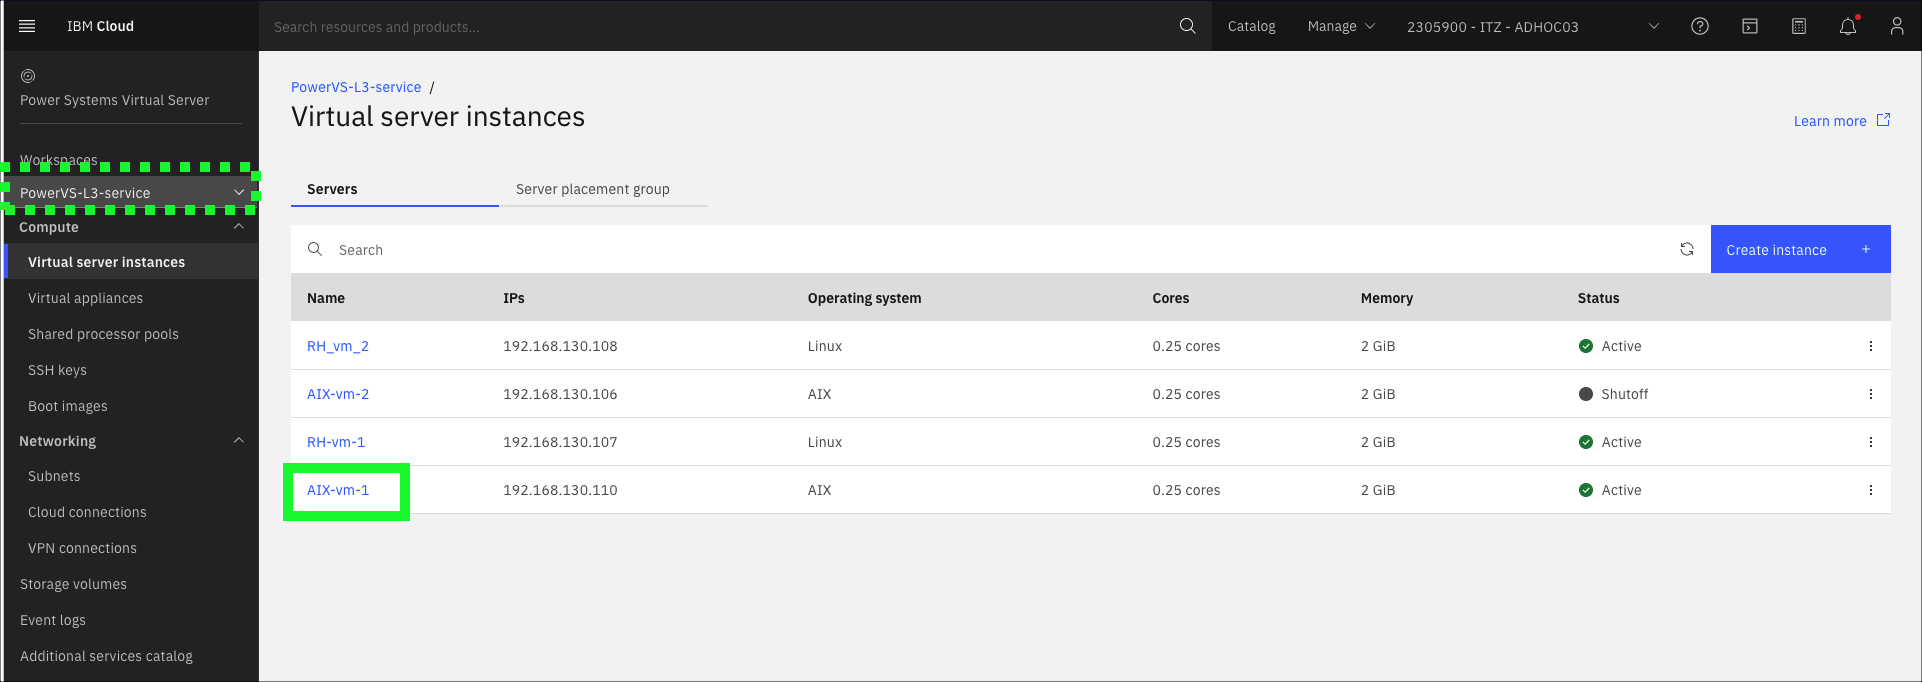 IBM Cloud
Search resources and products...
Catalog
Manage
2305900 - ITZ - ADHOC03
Power Systems Virtual Server
Workspaces
PowerVS-L3-service
Compute
Virtual server instances
Virtual appliances
Shared processor pools
SSH keys
Boot images
Networking
Subnets
Cloud connections
VPN connections
Storage volumes
Event logs
Additional services catalog
PowerVS-L3-service /
Virtual server instances
Learn more
Servers
Server placement group
Search
Create instance +
Name IPs Operating system Cores Memory Status
RH_vm_2 192.168.130.108 Linux 0.25 cores 2 GiB Active
AIX-vm-2 192.168.130.106 AIX 0.25 cores 2 GiB Shutoff
RH-vm-1 192.168.130.107 Linux 0.25 cores 2 GiB Active
AIX-vm-1 192.168.130.110 AIX 0.25 cores 2 GiB Active